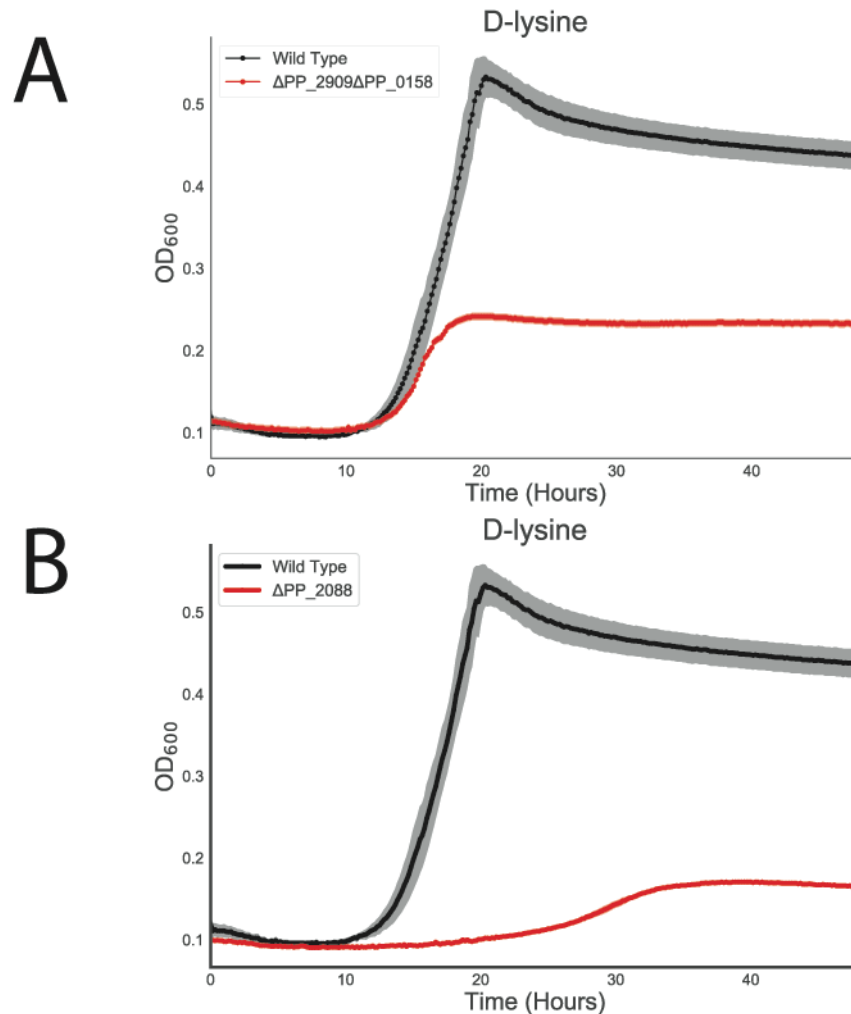 A
D-lysine
Wild Type
ΔPP_2909ΔPP_0158
0.5
0.4
0.3
0.2
0.1
OD600
0 10 20 30 40
Time (Hours)
B
D-lysine
Wild Type
ΔPP_2088
0.5
0.4
0.3
0.2
0.1
OD600
0 10 20 30 40
Time (Hours)